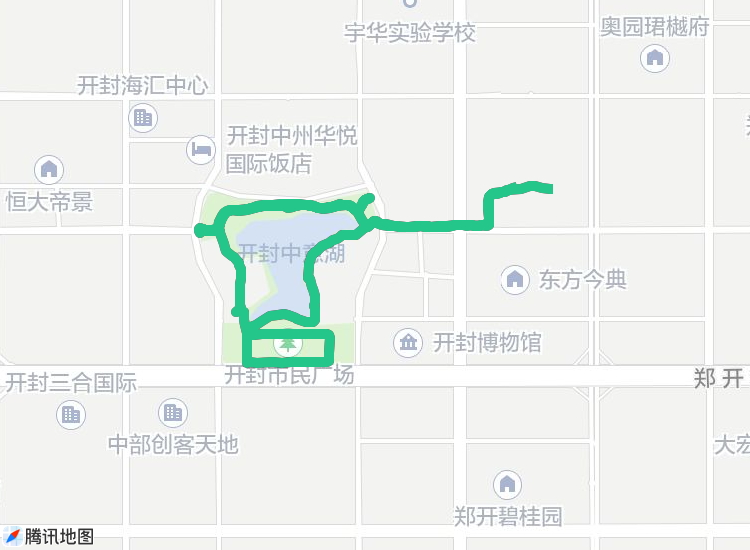 宇华实验学校
奥园珺樾府
开封海汇中心
开封中州华悦
国际饭店
恒大帝景
开封中意湖
东方今典
开封博物馆
开封市民广场
郑开
开封三合国际
中部创客天地
大宏
郑开碧桂园
腾讯地图